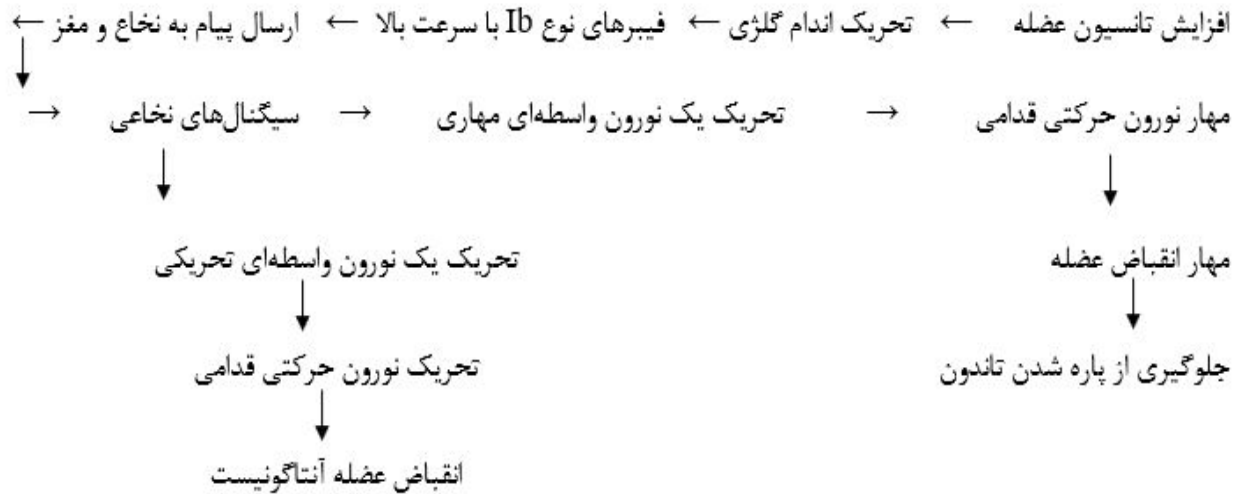 افزایش تانسیون عضله ← تحریک اندام گلژی ← فیبرهای نوع Ib با سرعت بالا ← ارسال پیام به نخاع و مغز ←
مهار نورون حرکتی قدامی → تحریک یک نورون واسطه‌ای مهاری → سیگنال‌های نخاعی →
مهار انقباض عضله تحریک یک نورون واسطه‌ای تحریکی
جلوگیری از پاره شدن تاندون تحریک نورون حرکتی قدامی
انقباض عضله آنتاگونیست